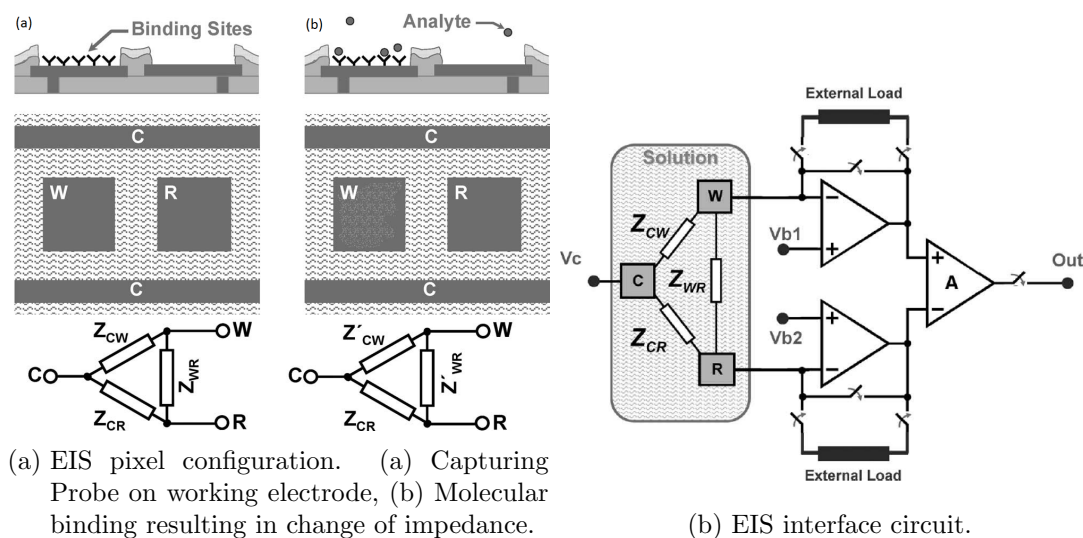 (a)
Binding Sites
C
W
R
C
Z_CW
W
C
Z_WR
Z_CR
R
(b)
Analyte
C
W
R
C
Z´_CW
W
C
Z´_WR
Z_CR
R
(a) EIS pixel configuration. (a) Capturing
Probe on working electrode, (b) Molecular
binding resulting in change of impedance.
External Load
Solution
W
Z_CW
Vb1
Vc
C
Z_WR
A
Out
Z_CR
Vb2
R
External Load
(b) EIS interface circuit.